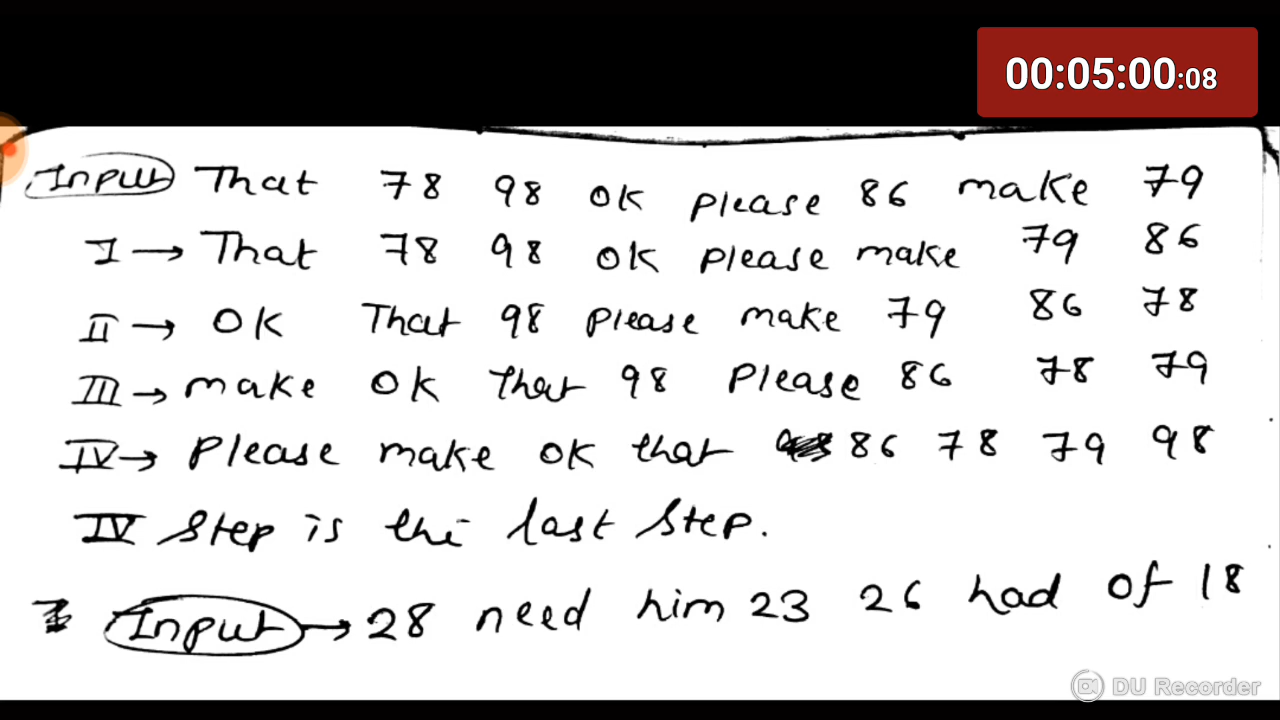 00:05:00:08
Input That 78 98 ok please 86 make 79
I → That 78 98 ok please make 79 86
II → OK That 98 please make 79 86 78
III → make ok that 98 please 86 78 79
IV → Please make ok that 86 78 79 98
IV step is the last step.
Input → 28 need him 23 26 had of 18
DU Recorder